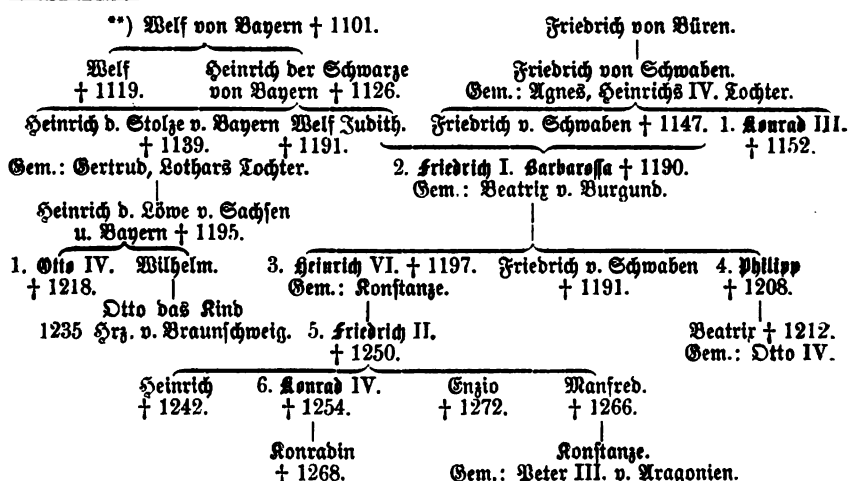 **) Welf von Bayern † 1101. Friedrich von Büren.
Welf Heinrich der Schwarze Friedrich von Schwaben.
† 1119. von Bayern † 1126. Gem.: Agnes, Heinrichs IV. Tochter.
Heinrich d. Stolze v. Bayern Welf Judith. Friedrich v. Schwaben † 1147. 1. Konrad III.
† 1139. † 1191. † 1152.
Gem.: Gertrud, Lothars Tochter. 2. Friedrich I. Barbarossa † 1190.
Gem.: Beatrix v. Burgund.
Heinrich d. Löwe v. Sachsen
u. Bayern † 1195.
1. Otto IV. Wilhelm. 3. Heinrich VI. † 1197. Friedrich v. Schwaben 4. Philipp
† 1218. Gem.: Konstanze. † 1191. † 1208.
Otto das Kind
1235 Hrz. v. Braunschweig. 5. Friedrich II. Beatrix † 1212.
† 1250. Gem.: Otto IV.
Heinrich 6. Konrad IV. Enzio Manfred.
† 1242. † 1254. † 1272. † 1266.
Konradin Konstanze.
† 1268. Gem.: Peter III. v. Aragonien.